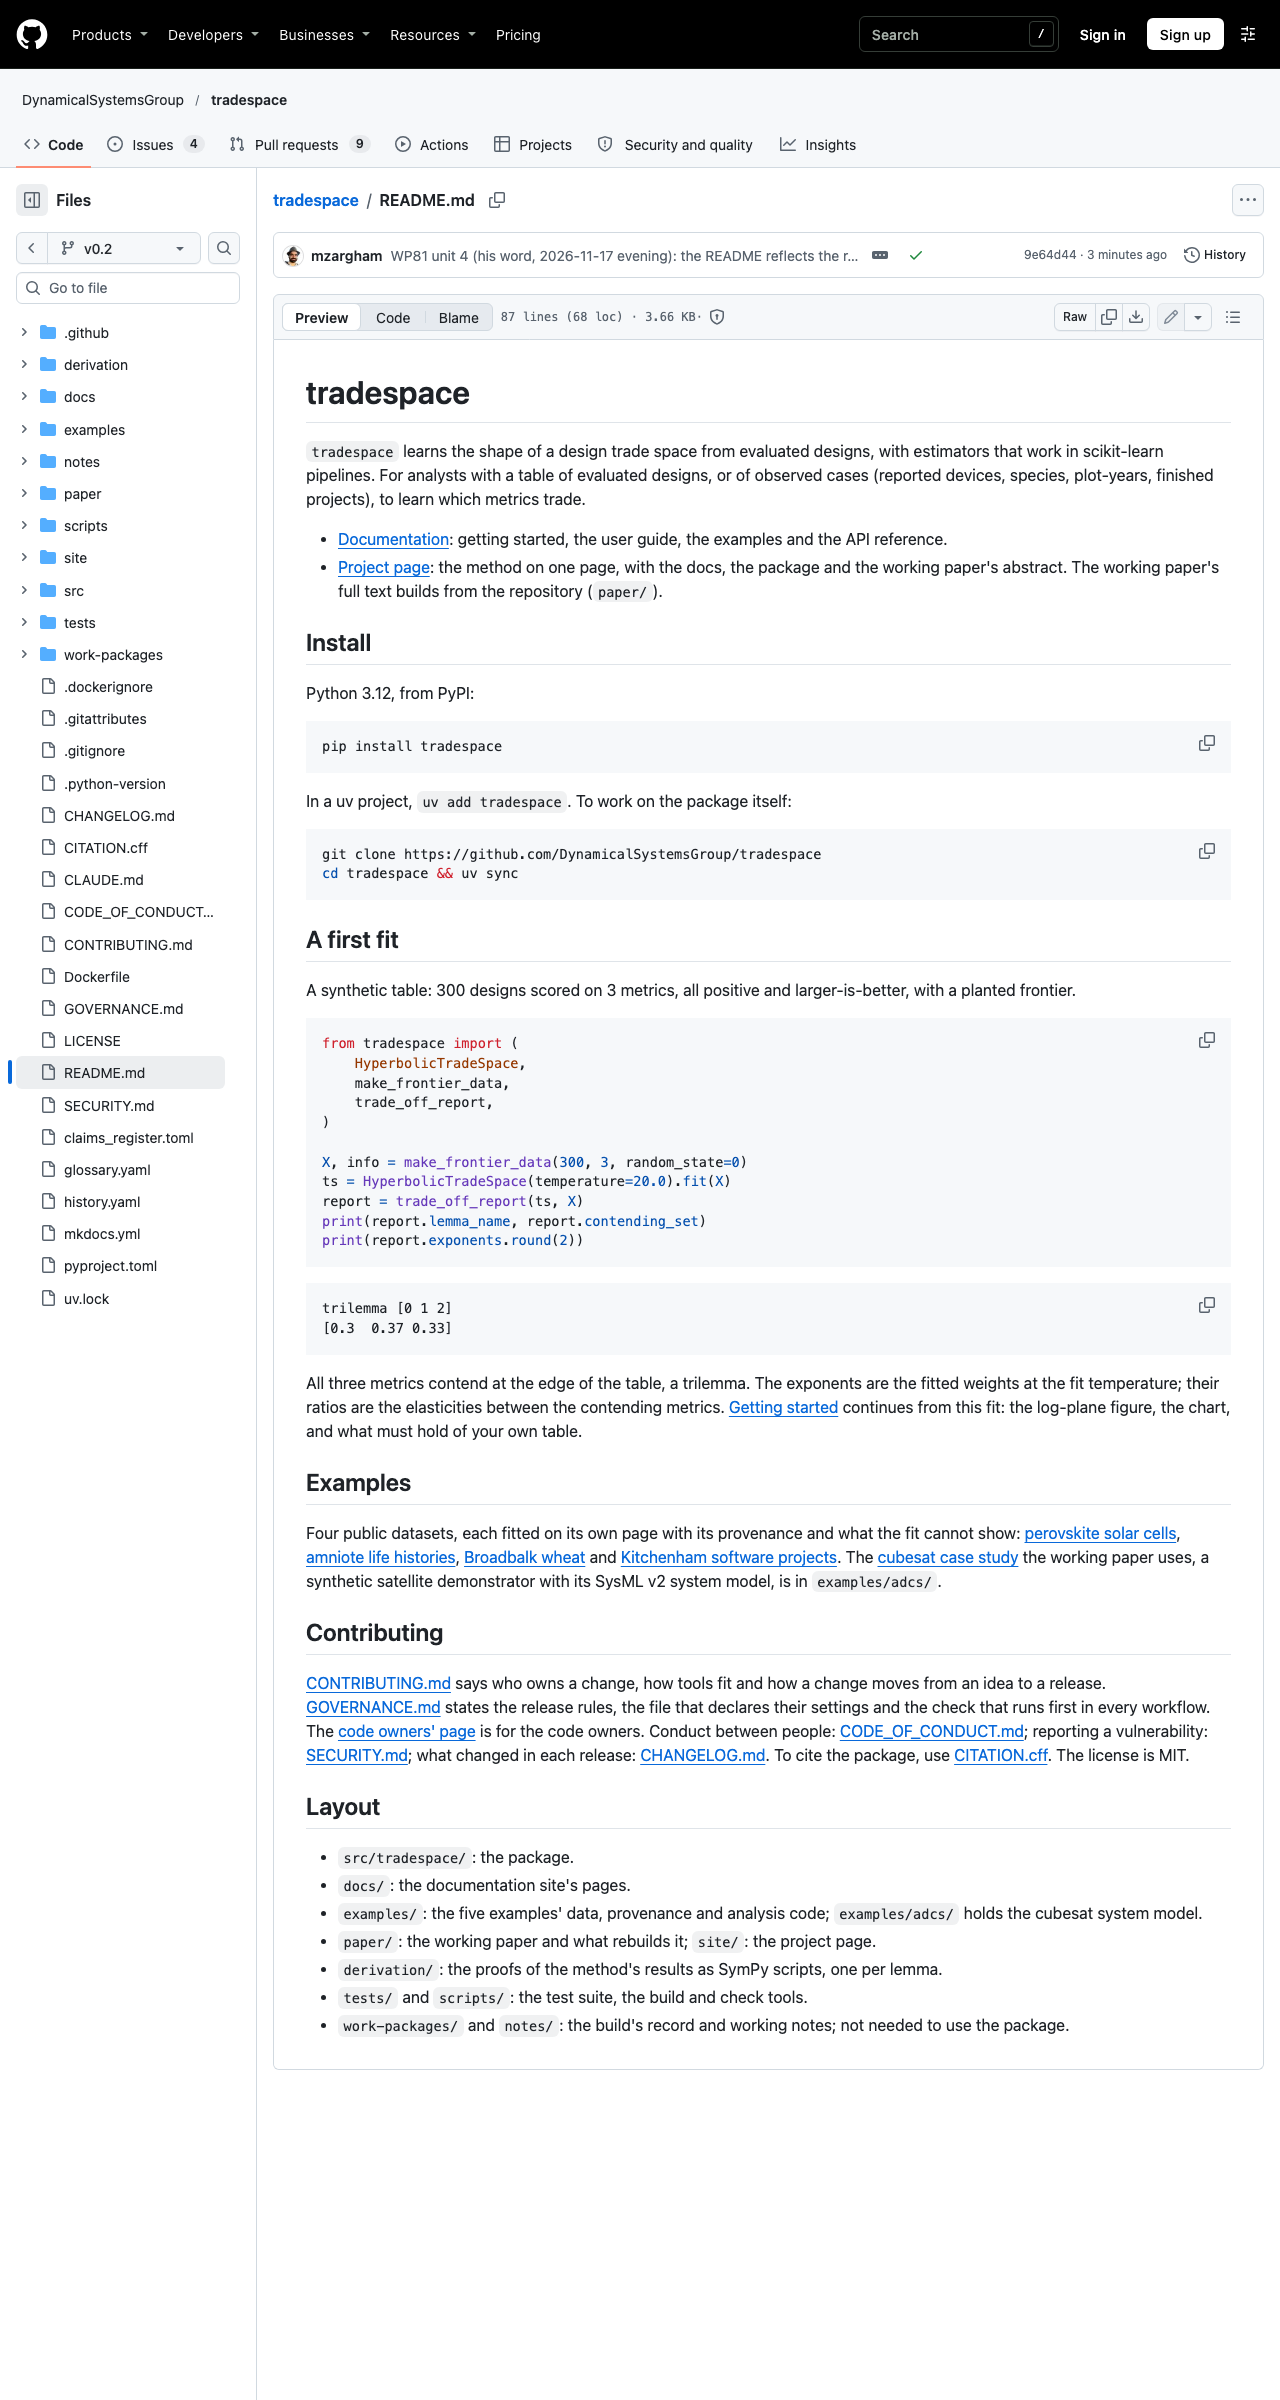 Products
Developers
Businesses
Resources
Pricing
Search
/
Sign in
Sign up
DynamicalSystemsGroup / tradespace
Code
Issues 4
Pull requests 9
Actions
Projects
Security and quality
Insights
Files
v0.2
Go to file
.github
derivation
docs
examples
notes
paper
scripts
site
src
tests
work-packages
.dockerignore
.gitattributes
.gitignore
.python-version
CHANGELOG.md
CITATION.cff
CLAUDE.md
CODE_OF_CONDUCT...
CONTRIBUTING.md
Dockerfile
GOVERNANCE.md
LICENSE
README.md
SECURITY.md
claims_register.toml
glossary.yaml
history.yaml
mkdocs.yml
pyproject.toml
uv.lock
tradespace / README.md
mzargham WP81 unit 4 (his word, 2026-11-17 evening): the README reflects the r...
9e64d44 · 3 minutes ago
History
Preview
Code
Blame
87 lines (68 loc) · 3.66 KB ·
Raw
tradespace
tradespace learns the shape of a design trade space from evaluated designs, with estimators that work in scikit-learn
pipelines. For analysts with a table of evaluated designs, or of observed cases (reported devices, species, plot-years, finished
projects), to learn which metrics trade.
• Documentation: getting started, the user guide, the examples and the API reference.
• Project page: the method on one page, with the docs, the package and the working paper's abstract. The working paper's
full text builds from the repository ( paper/ ).
Install
Python 3.12, from PyPI:
pip install tradespace
In a uv project, uv add tradespace . To work on the package itself:
git clone https://github.com/DynamicalSystemsGroup/tradespace
cd tradespace && uv sync
A first fit
A synthetic table: 300 designs scored on 3 metrics, all positive and larger-is-better, with a planted frontier.
from tradespace import (
    HyperbolicTradeSpace,
    make_frontier_data,
    trade_off_report,
)
X, info = make_frontier_data(300, 3, random_state=0)
ts = HyperbolicTradeSpace(temperature=20.0).fit(X)
report = trade_off_report(ts, X)
print(report.lemma_name, report.contending_set)
print(report.exponents.round(2))
trilemma [0 1 2]
[0.3  0.37 0.33]
All three metrics contend at the edge of the table, a trilemma. The exponents are the fitted weights at the fit temperature; their
ratios are the elasticities between the contending metrics. Getting started continues from this fit: the log-plane figure, the chart,
and what must hold of your own table.
Examples
Four public datasets, each fitted on its own page with its provenance and what the fit cannot show: perovskite solar cells,
amniote life histories, Broadbalk wheat and Kitchenham software projects. The cubesat case study the working paper uses, a
synthetic satellite demonstrator with its SysML v2 system model, is in examples/adcs/ .
Contributing
CONTRIBUTING.md says who owns a change, how tools fit and how a change moves from an idea to a release.
GOVERNANCE.md states the release rules, the file that declares their settings and the check that runs first in every workflow.
The code owners' page is for the code owners. Conduct between people: CODE_OF_CONDUCT.md; reporting a vulnerability:
SECURITY.md; what changed in each release: CHANGELOG.md. To cite the package, use CITATION.cff. The license is MIT.
Layout
• src/tradespace/ : the package.
• docs/ : the documentation site's pages.
• examples/ : the five examples' data, provenance and analysis code; examples/adcs/ holds the cubesat system model.
• paper/ : the working paper and what rebuilds it; site/ : the project page.
• derivation/ : the proofs of the method's results as SymPy scripts, one per lemma.
• tests/ and scripts/ : the test suite, the build and check tools.
• work-packages/ and notes/ : the build's record and working notes; not needed to use the package.